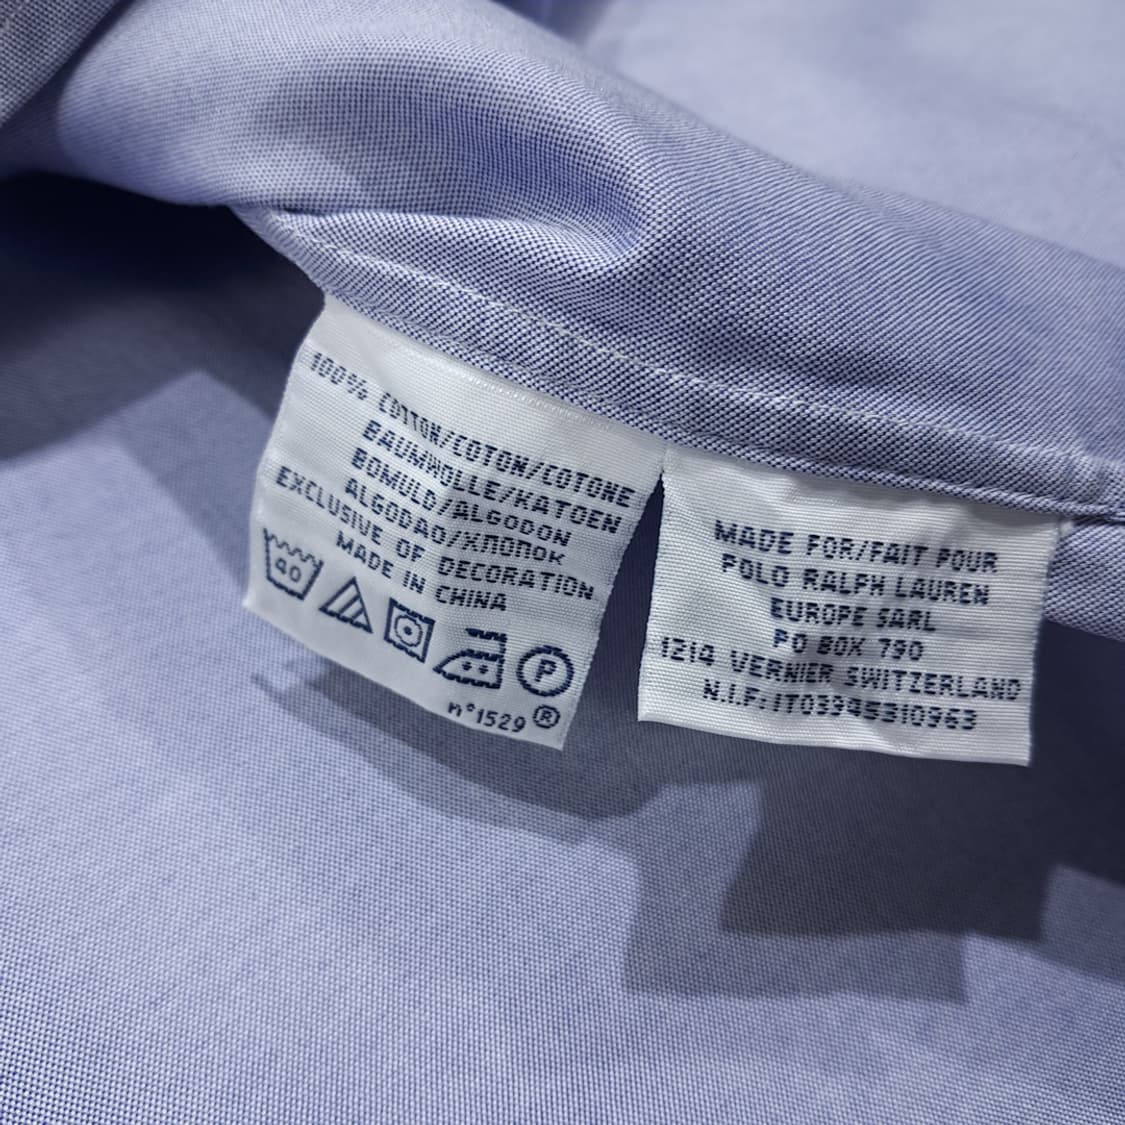 100% COTTON/COTON/COTONE
BAUMWOLLE/KATOEN
BOMULD/ALGODON
ALGODAO/ХЛОПОК
EXCLUSIVE OF DECORATION
MADE IN CHINA
40
P
n°1529 ®
MADE FOR/FAIT POUR
POLO RALPH LAUREN
EUROPE SARL
PO BOX 790
1214 VERNIER SWITZERLAND
N.I.F:IT03945310963